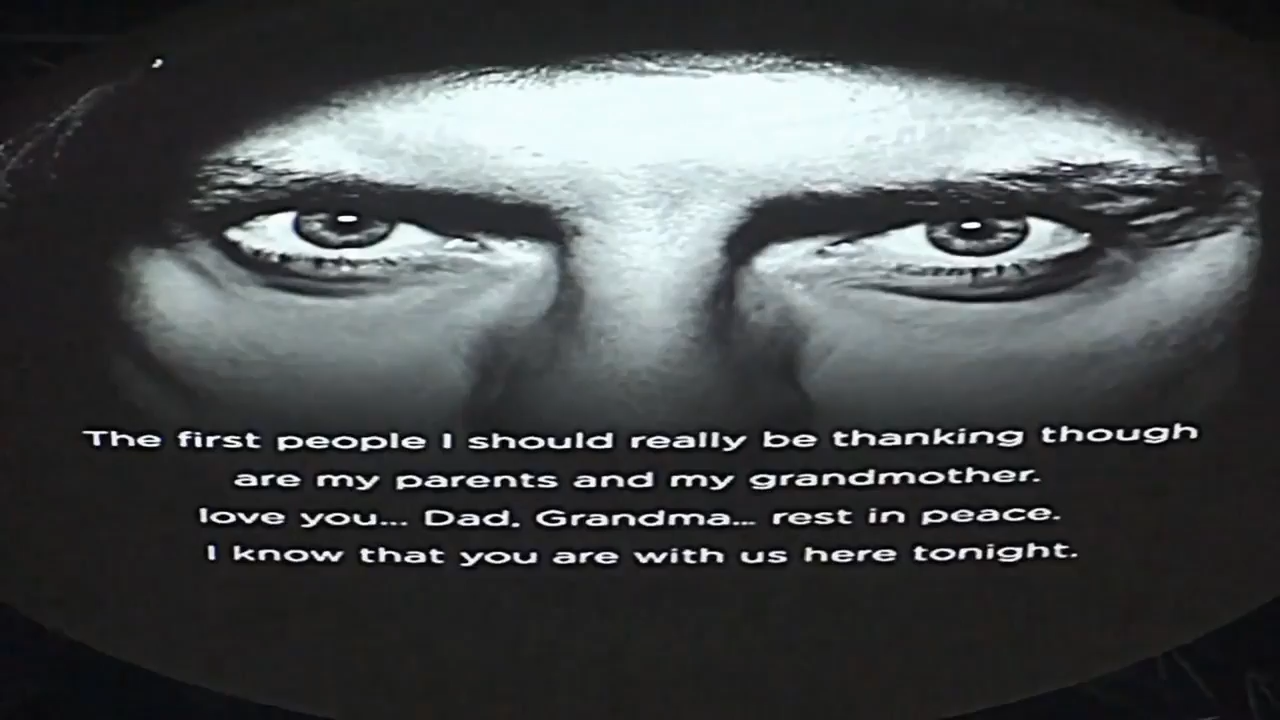 The first people I should really be thanking though
are my parents and my grandmother.
love you... Dad. Grandma... rest in peace.
I know that you are with us here tonight.